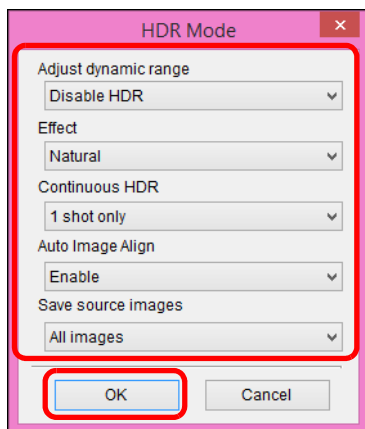 HDR Mode
Adjust dynamic range
Disable HDR
Effect
Natural
Continuous HDR
1 shot only
Auto Image Align
Enable
Save source images
All images
OK
Cancel